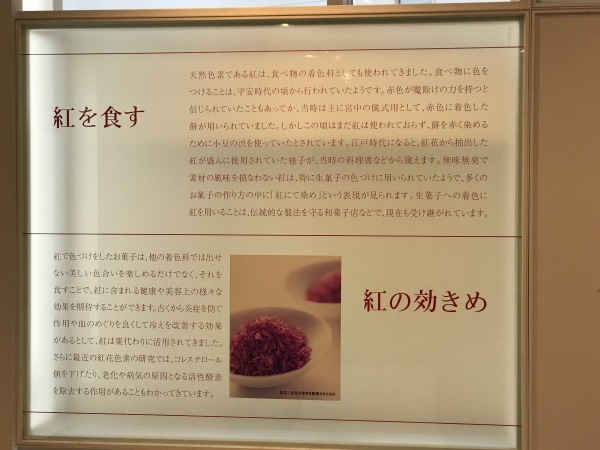 紅を食す
天然色素である紅は、食べ物の着色料としても使われてきました。食べ物に色を
つけることは、平安時代の頃から行われていたようです。赤色が魔除けの力を持つと
信じられていたこともあってか、当時は主に宮中の儀式用として、赤色に着色した
餅が用いられていました。しかしこの頃はまだ紅は使われておらず、餅を赤く染める
ために小豆の渋を使っていたとされています。江戸時代になると、紅花から抽出した
紅が盛んに使用されていた様子が、当時の料理書などから窺えます。無味無臭で
素材の風味を損なわない紅は、特に生菓子の色づけに用いられていたようで、多くの
お菓子の作り方の中に「紅にて染め」という表現が見られます。生菓子への着色に
紅を用いることは、伝統的な製法を守る和菓子店などで、現在も受け継がれています。
紅の効きめ
紅で色づけをしたお菓子は、他の着色料では出せ
ない美しい色合いを楽しめるだけでなく、それを
食すことで、紅に含まれる健康や美容上の様々な
効果を期待することができます。古くから炎症を防ぐ
作用や血のめぐりを良くして冷えを改善する効果
があるとして、紅は薬代わりに活用されてきました。
さらに最近の紅花色素の研究では、コレステロール
値を下げたり、老化や病気の原因となる活性酸素
を除去する作用があることもわかってきています。